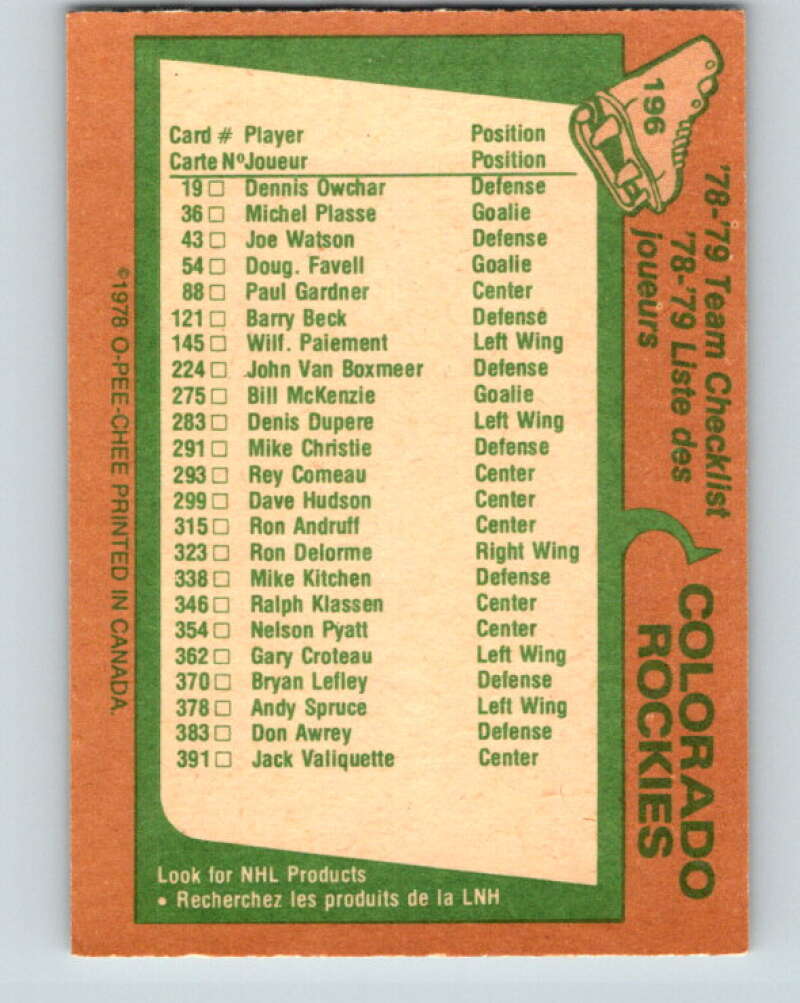 196
'78-'79 Team Checklist
'78-'79 Liste des
joueurs
COLORADO
ROCKIES
Card # Player Position
Carte Nº Joueur Position
19 □ Dennis Owchar Defense
36 □ Michel Plasse Goalie
43 □ Joe Watson Defense
54 □ Doug. Favell Goalie
88 □ Paul Gardner Center
121 □ Barry Beck Defense
145 □ Wilf. Paiement Left Wing
224 □ John Van Boxmeer Defense
275 □ Bill McKenzie Goalie
283 □ Denis Dupere Left Wing
291 □ Mike Christie Defense
293 □ Rey Comeau Center
299 □ Dave Hudson Center
315 □ Ron Andruff Center
323 □ Ron Delorme Right Wing
338 □ Mike Kitchen Defense
346 □ Ralph Klassen Center
354 □ Nelson Pyatt Center
362 □ Gary Croteau Left Wing
370 □ Bryan Lefley Defense
378 □ Andy Spruce Left Wing
383 □ Don Awrey Defense
391 □ Jack Valiquette Center
Look for NHL Products
• Recherchez les produits de la LNH
©1978 O-PEE-CHEE PRINTED IN CANADA.